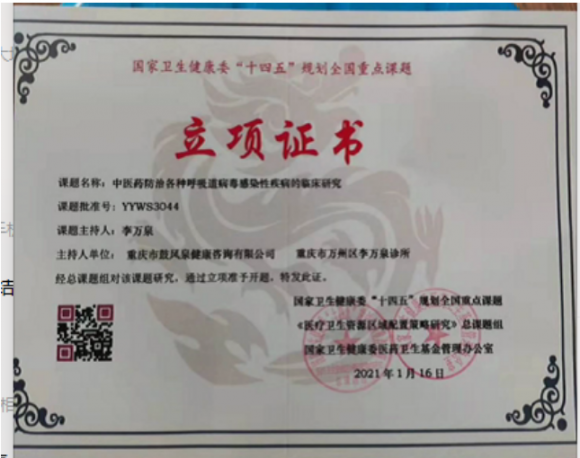 国家卫生健康委“十四五”规划全国重点课题
立项证书
课题名称：中医药防治各种呼吸道病毒感染性疾病的临床研究
课题批准号：YYWS3044
课题主持人：李万泉
主持人单位： 重庆市鼓风泉健康咨询有限公司 重庆市万州区李万泉诊所
经总课题组对该课题研究，通过立项准予开题，特发此证。
国家卫生健康委“十四五”规划全国重点课题
《医疗卫生资源区域配置策略研究》总课题组
国家卫生健康委医药卫生基金管理办公室
2021年1月16日
结